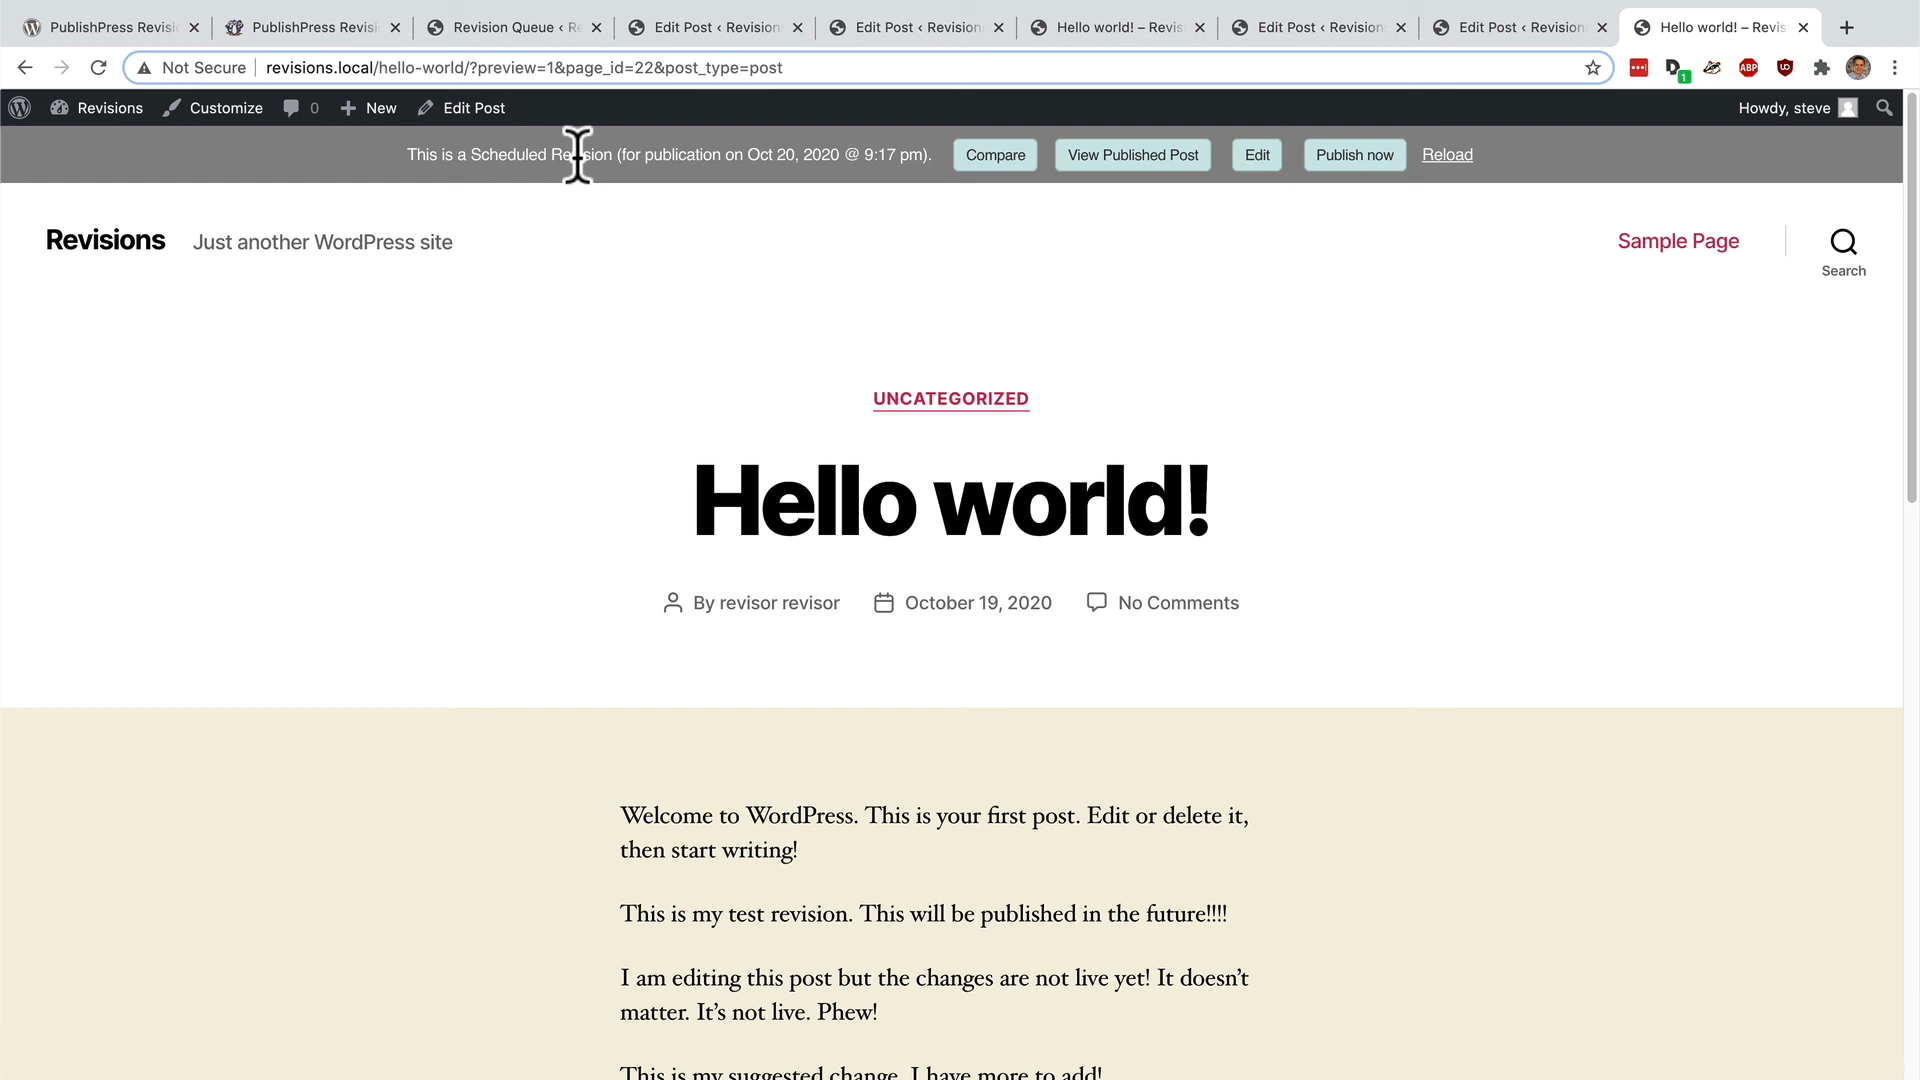 PublishPress Revisi
PublishPress Revisi
Revision Queue ‹ Re
Edit Post ‹ Revision
Edit Post ‹ Revision
Hello world! – Revis
Edit Post ‹ Revision
Edit Post ‹ Revision
Hello world! – Revis
Not Secure revisions.local/hello-world/?preview=1&page_id=22&post_type=post
D 1 ABP
Revisions Customize 0 New Edit Post Howdy, steve
This is a Scheduled Revision (for publication on Oct 20, 2020 @ 9:17 pm). Compare View Published Post Edit Publish now Reload
Revisions Just another WordPress site Sample Page
Search
UNCATEGORIZED
Hello world!
By revisor revisor October 19, 2020 No Comments
Welcome to WordPress. This is your first post. Edit or delete it,
then start writing!
This is my test revision. This will be published in the future!!!!
I am editing this post but the changes are not live yet! It doesn’t
matter. It’s not live. Phew!
This is my suggested change. I have more to add!